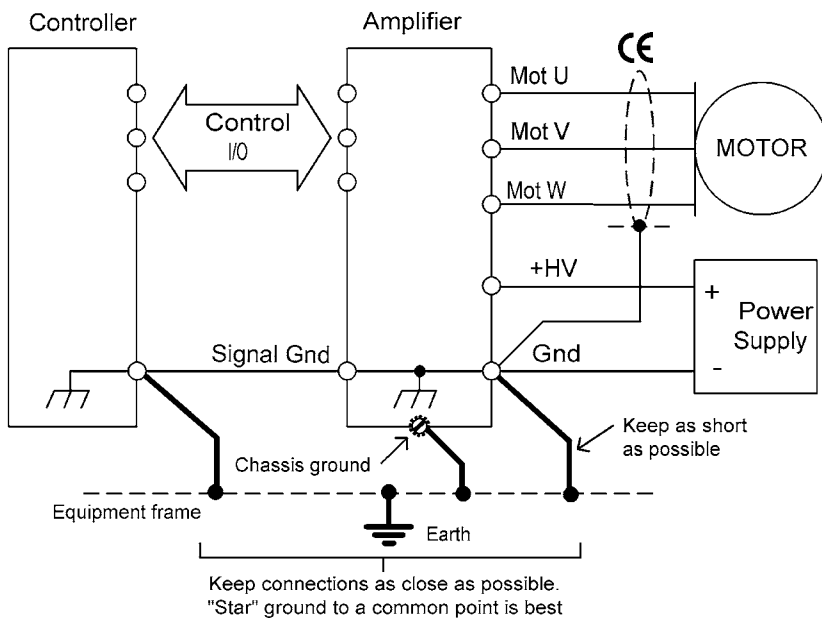 Controller
Amplifier
CE
Mot U
Control
I/O
Mot V
MOTOR
Mot W
+HV
+
Power
Supply
Signal Gnd
Gnd
-
Keep as short
as possible
Chassis ground
Equipment frame
Earth
Keep connections as close as possible.
"Star" ground to a common point is best